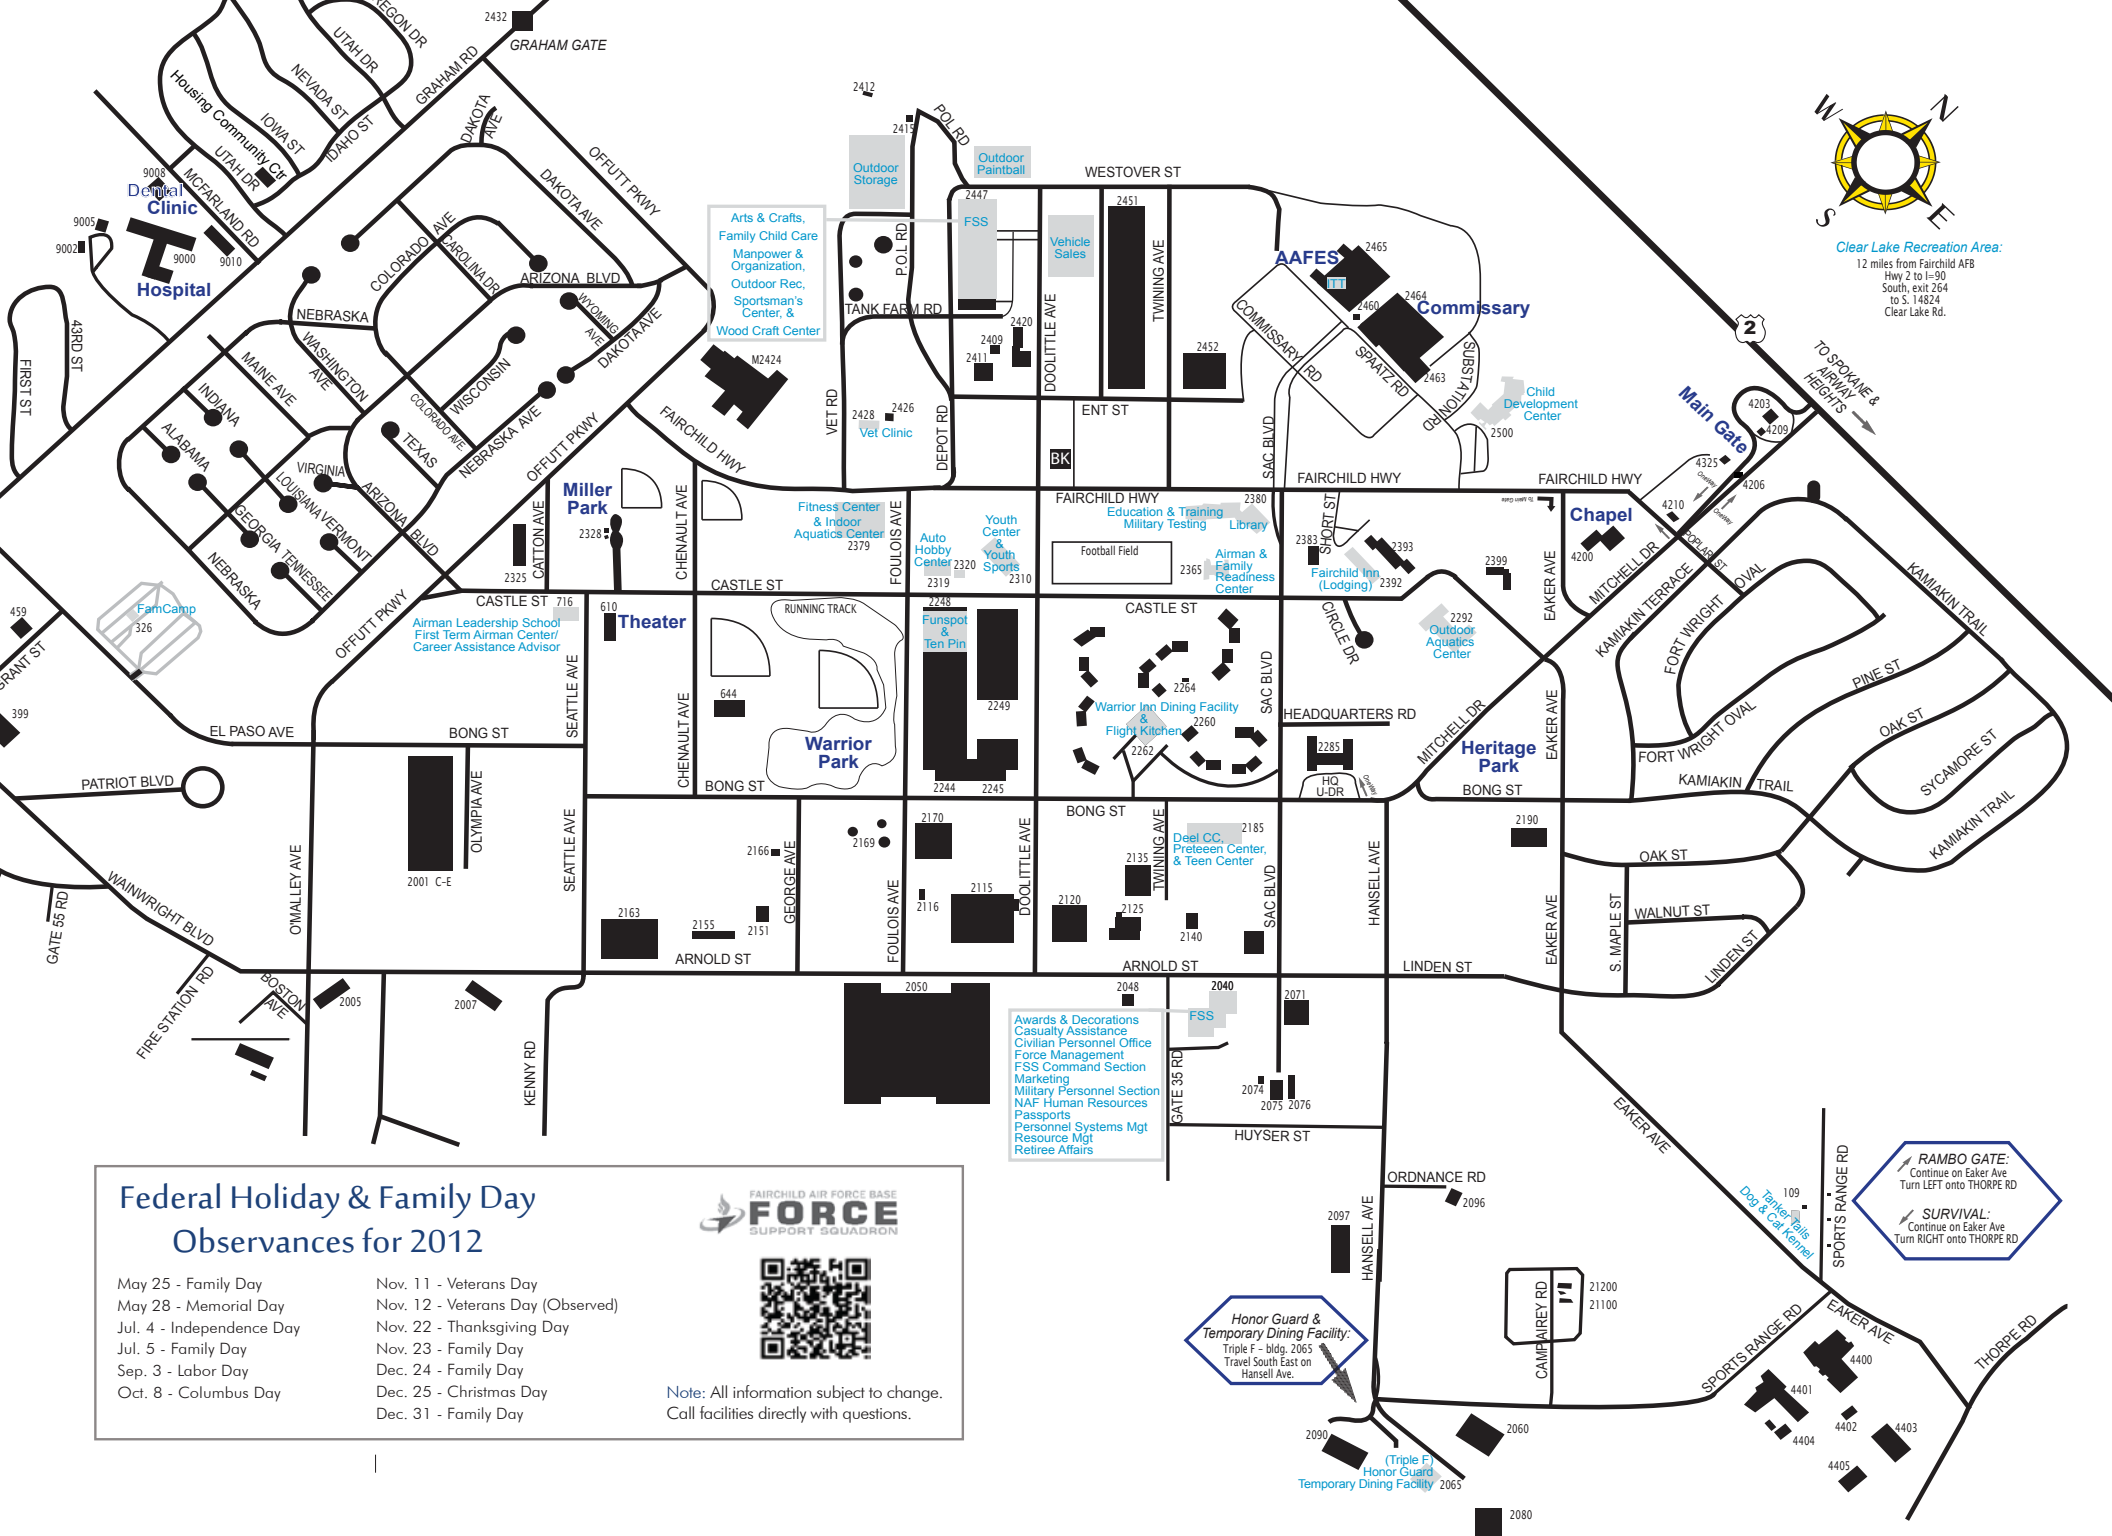 OREGON DR
UTAH DR
NEVADA ST
IOWA ST
IDAHO ST
UTAH DR
Housing Community Ctr
MCFARLAND RD
GRAHAM RD
2432
GRAHAM GATE
DAKOTA AVE
DAKOTA AVE
OFFUTT PKWY
9008
Dental
Clinic
9005
9002
9000
9010
Hospital
43RD ST
FIRST ST
COLORADO AVE
CAROLINA DR
ARIZONA BLVD
WYOMING AVE
DAKOTA AVE
NEBRASKA
WASHINGTON AVE
MAINE AVE
INDIANA
ALABAMA
COLORADO AVE
WISCONSIN
NEBRASKA AVE
TEXAS
VIRGINIA
ARIZONA BLVD
LOUISIANA
VERMONT
GEORGIA
TENNESSEE
NEBRASKA
OFFUTT PKWY
OFFUTT PKWY
FAIRCHILD HWY
2412
2415
POL RD
Outdoor
Storage
Outdoor
Paintball
WESTOVER ST
Arts & Crafts,
Family Child Care
Manpower &
Organization,
Outdoor Rec,
Sportsman's
Center, &
Wood Craft Center
2447
FSS
P.O.L RD
TANK FARM RD
Vehicle
Sales
2451
TWINING AVE
DOOLITTLE AVE
2420
2409
2411
2452
M2424
VET RD
2428
2426
Vet Clinic
DEPOT RD
ENT ST
BK
AAFES
2465
ITT
2460
2464
Commissary
2463
COMMISSARY RD
SPAATZ RD
SUBSTATION RD
SAC BLVD
Child
Development
Center
2500
W
N
S
E
Clear Lake Recreation Area:
12 miles from Fairchild AFB
Hwy 2 to I=90
South, exit 264
to S. 14824
Clear Lake Rd.
2
TO SPOKANE &
AIRWAY
HEIGHTS
Main Gate
4203
4209
4325
4206
4210
OneWay
OneWay
To Main Gate
FAIRCHILD HWY
FAIRCHILD HWY
FAIRCHILD HWY
Miller
Park
2328
2325
CATTON AVE
CHENAULT AVE
Fitness Center
& Indoor
Aquatics Center
2379
FOULOIS AVE
Auto
Hobby
Center
2320
2319
Youth
Center
&
Youth
Sports
2310
Football Field
Education & Training
Military Testing
2380
Library
2365
Airman &
Family
Readiness
Center
SHORT ST
2383
2393
2392
Fairchild Inn
(Lodging)
2399
Chapel
4200
EAKER AVE
MITCHELL DR
POPLAR ST
KAMIAKIN TERRACE
FORT WRIGHT OVAL
KAMIAKIN TRAIL
PINE ST
OAK ST
SYCAMORE ST
FORT WRIGHT OVAL
KAMIAKIN TRAIL
KAMIAKIN TRAIL
459
GRANT ST
399
FamCamp
326
CASTLE ST
716
Airman Leadership School
First Term Airman Center/
Career Assistance Advisor
610
Theater
CASTLE ST
RUNNING TRACK
2248
Funspot
&
Ten Pin
2249
CASTLE ST
2264
Warrior Inn Dining Facility
&
Flight Kitchen
2260
2262
CIRCLE DR
2292
Outdoor
Aquatics
Center
SAC BLVD
HEADQUARTERS RD
2285
HQ
U-DR
OneWay
MITCHELL DR
Heritage
Park
EAKER AVE
EL PASO AVE
BONG ST
SEATTLE AVE
644
CHENAULT AVE
BONG ST
Warrior
Park
2244
2245
BONG ST
BONG ST
PATRIOT BLVD
OLYMPIA AVE
2001 C-E
O'MALLEY AVE
SEATTLE AVE
WAINWRIGHT BLVD
GATE 55 RD
FIRE STATION RD
BOSTON AVE
2005
2007
KENNY RD
2166
2169
2170
2163
2155
2151
GEORGE AVE
FOULOIS AVE
2116
2115
DOOLITTLE AVE
2120
2135
2125
2140
TWINING AVE
2185
Deel CC,
Preteeen Center,
& Teen Center
SAC BLVD
HANSELL AVE
2190
EAKER AVE
OAK ST
S. MAPLE ST
WALNUT ST
LINDEN ST
ARNOLD ST
ARNOLD ST
LINDEN ST
2050
2048
2040
FSS
2071
Awards & Decorations
Casualty Assistance
Civilian Personnel Office
Force Management
FSS Command Section
Marketing
Military Personnel Section
NAF Human Resources
Passports
Personnel Systems Mgt
Resource Mgt
Retiree Affairs
GATE 35 RD
2074
2075
2076
HUYSER ST
ORDNANCE RD
2096
2097
HANSELL AVE
EAKER AVE
109
Tanker Tails
Dog & Cat Kennel
SPORTS RANGE RD
RAMBO GATE:
Continue on Eaker Ave
Turn LEFT onto THORPE RD
SURVIVAL:
Continue on Eaker Ave
Turn RIGHT onto THORPE RD
Honor Guard &
Temporary Dining Facility:
Triple F - bldg. 2065
Travel South East on
Hansell Ave.
CAMP AIREY RD
21200
21100
SPORTS RANGE RD
EAKER AVE
THORPE RD
4400
4401
4402
4403
4404
4405
2090
2060
(Triple F)
Honor Guard
Temporary Dining Facility
2065
2080
Federal Holiday & Family Day
Observances for 2012
May 25 - Family Day
May 28 - Memorial Day
Jul. 4 - Independence Day
Jul. 5 - Family Day
Sep. 3 - Labor Day
Oct. 8 - Columbus Day
Nov. 11 - Veterans Day
Nov. 12 - Veterans Day (Observed)
Nov. 22 - Thanksgiving Day
Nov. 23 - Family Day
Dec. 24 - Family Day
Dec. 25 - Christmas Day
Dec. 31 - Family Day
FAIRCHILD AIR FORCE BASE
FORCE
SUPPORT SQUADRON
Note: All information subject to change.
Call facilities directly with questions.